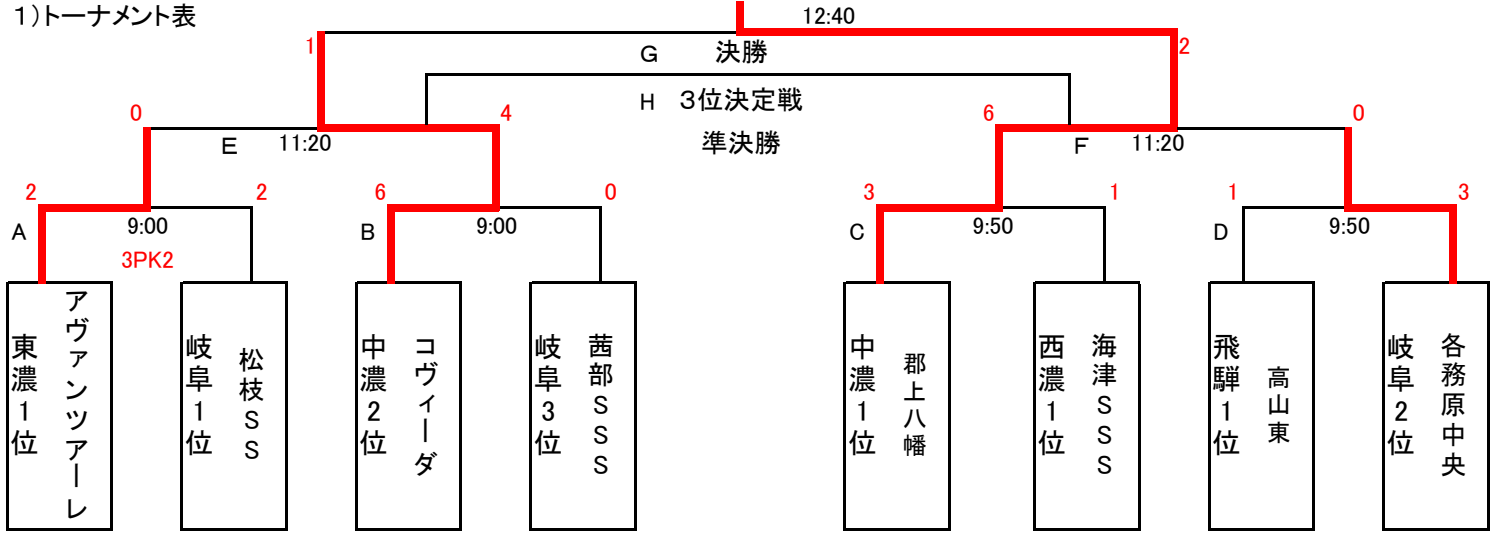 1)トーナメント表
12:40
1
G 決勝
2
H 3位決定戦
0
4
6
0
E 11:20
準決勝
F 11:20
2
2
6
0
3
1
1
3
A 9:00
B 9:00
C 9:50
D 9:50
3PK2
東濃1位
アヴァンツアーレ
岐阜1位
松枝SS
中濃2位
コヴィーダ
岐阜3位
茜部SSS
中濃1位
郡上八幡
西濃1位
海津SSS
飛騨1位
高山東
岐阜2位
各務原中央